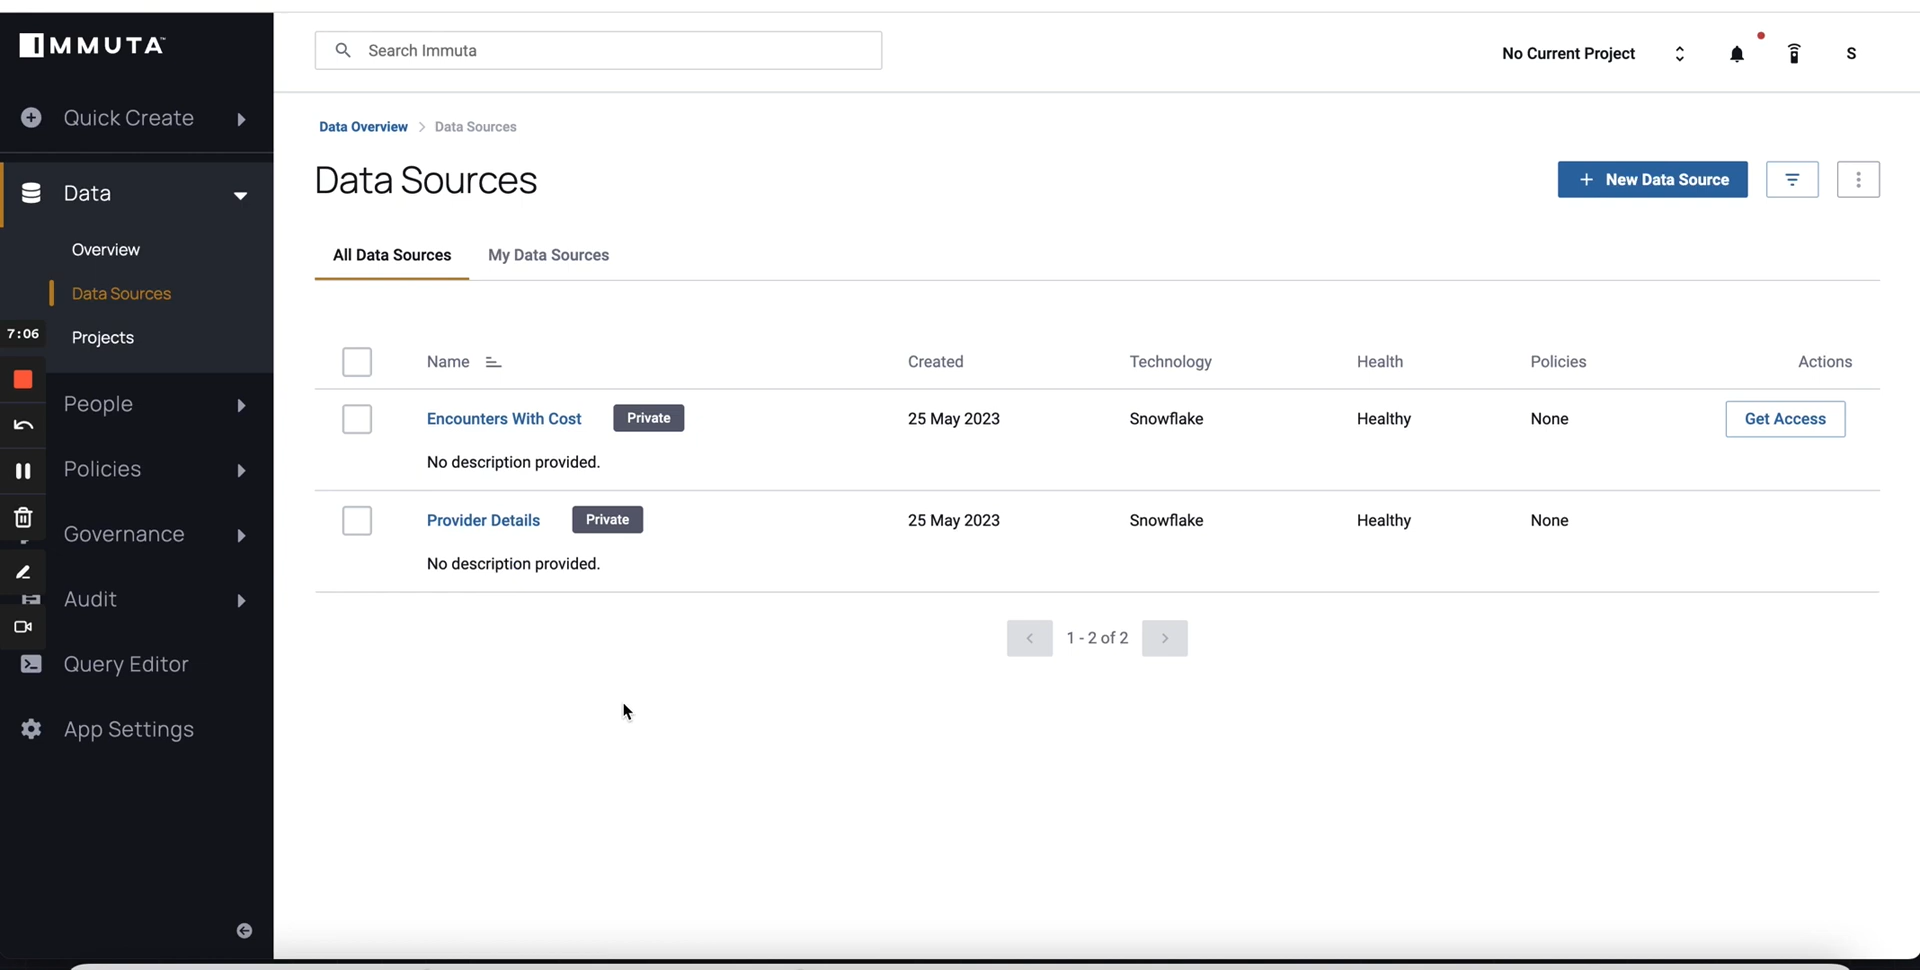 IMMUTA™
Search Immuta
No Current Project
S
Quick Create
Data
Overview
Data Sources
Projects
7:06
People
Policies
Governance
Audit
Query Editor
App Settings
Data Overview > Data Sources
Data Sources
+ New Data Source
All Data Sources
My Data Sources
Name Created Technology Health Policies Actions
Encounters With Cost Private 25 May 2023 Snowflake Healthy None Get Access
No description provided.
Provider Details Private 25 May 2023 Snowflake Healthy None
No description provided.
< 1 - 2 of 2 >